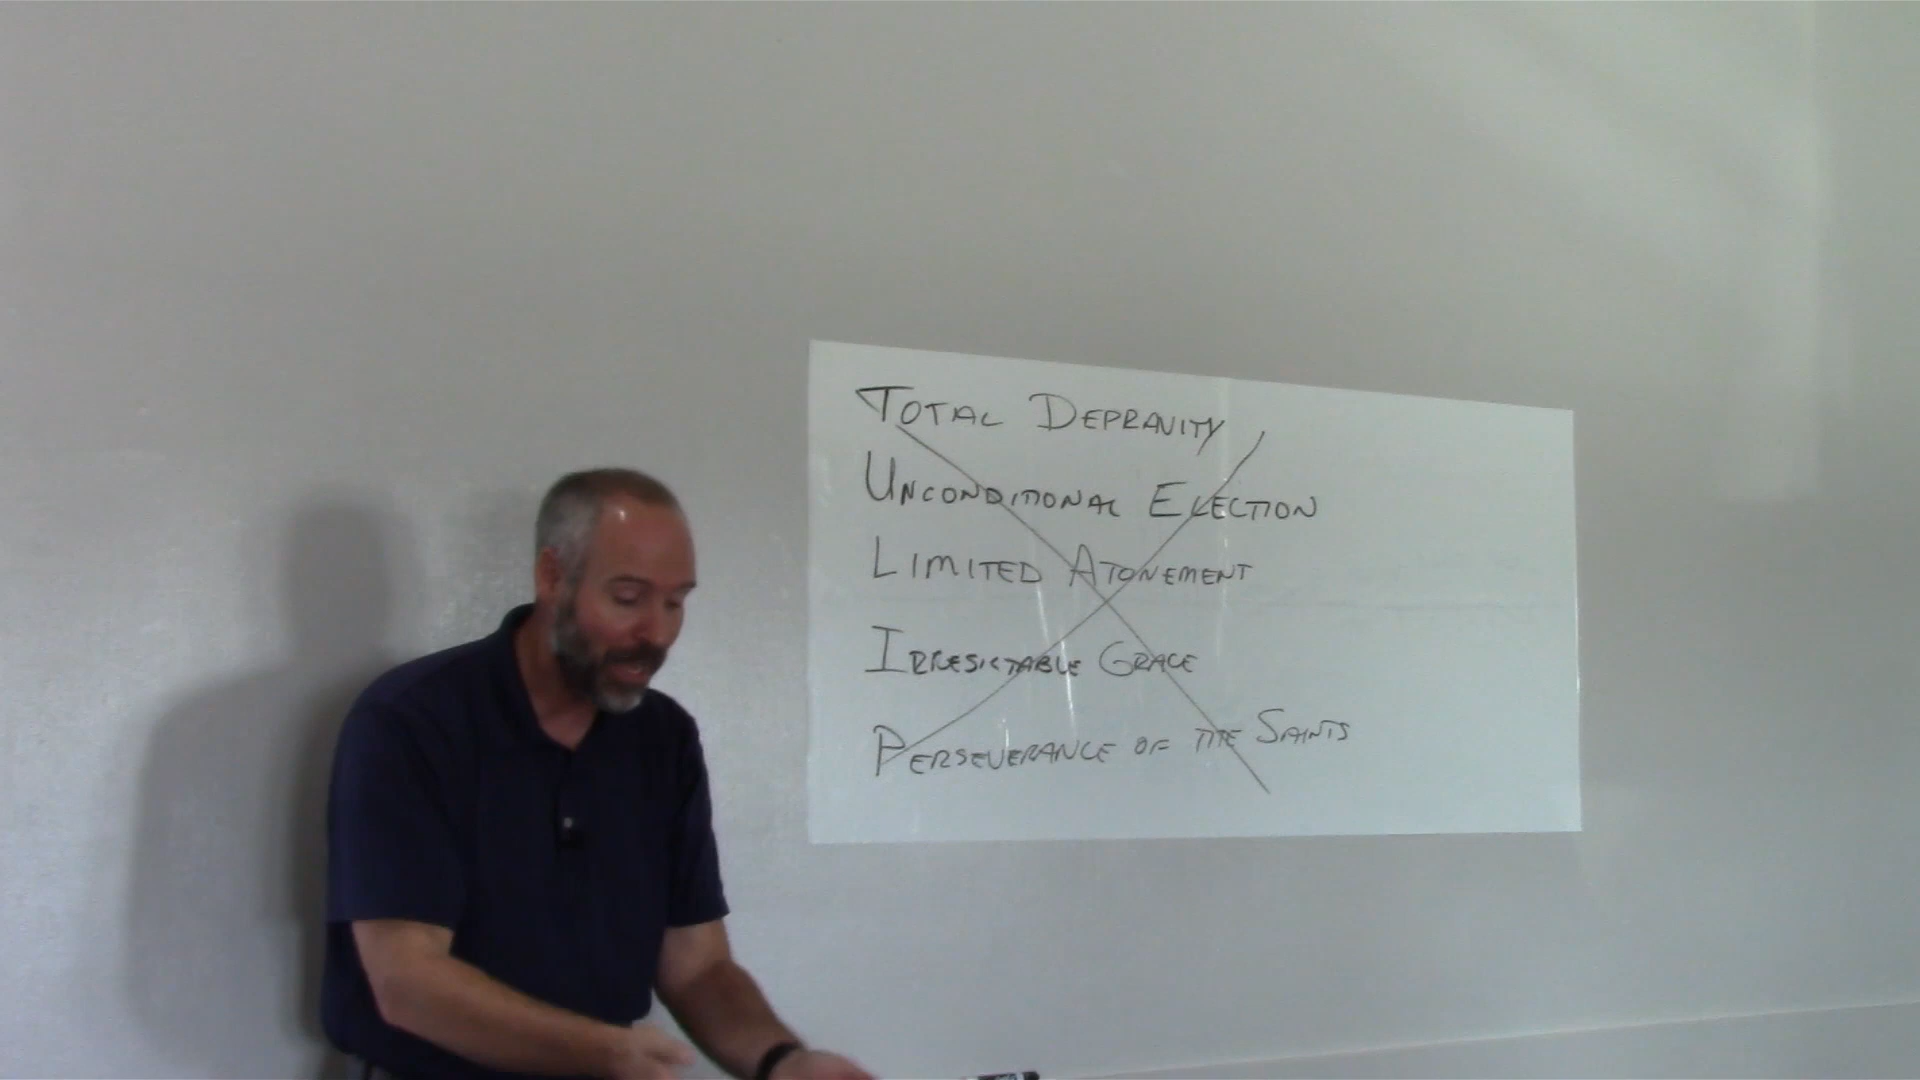 TOTAL DEPRAVITY
UNCONDITIONAL ELECTION
LIMITED ATONEMENT
IRRESISTABLE GRACE
PERSEVERANCE OF THE SAINTS